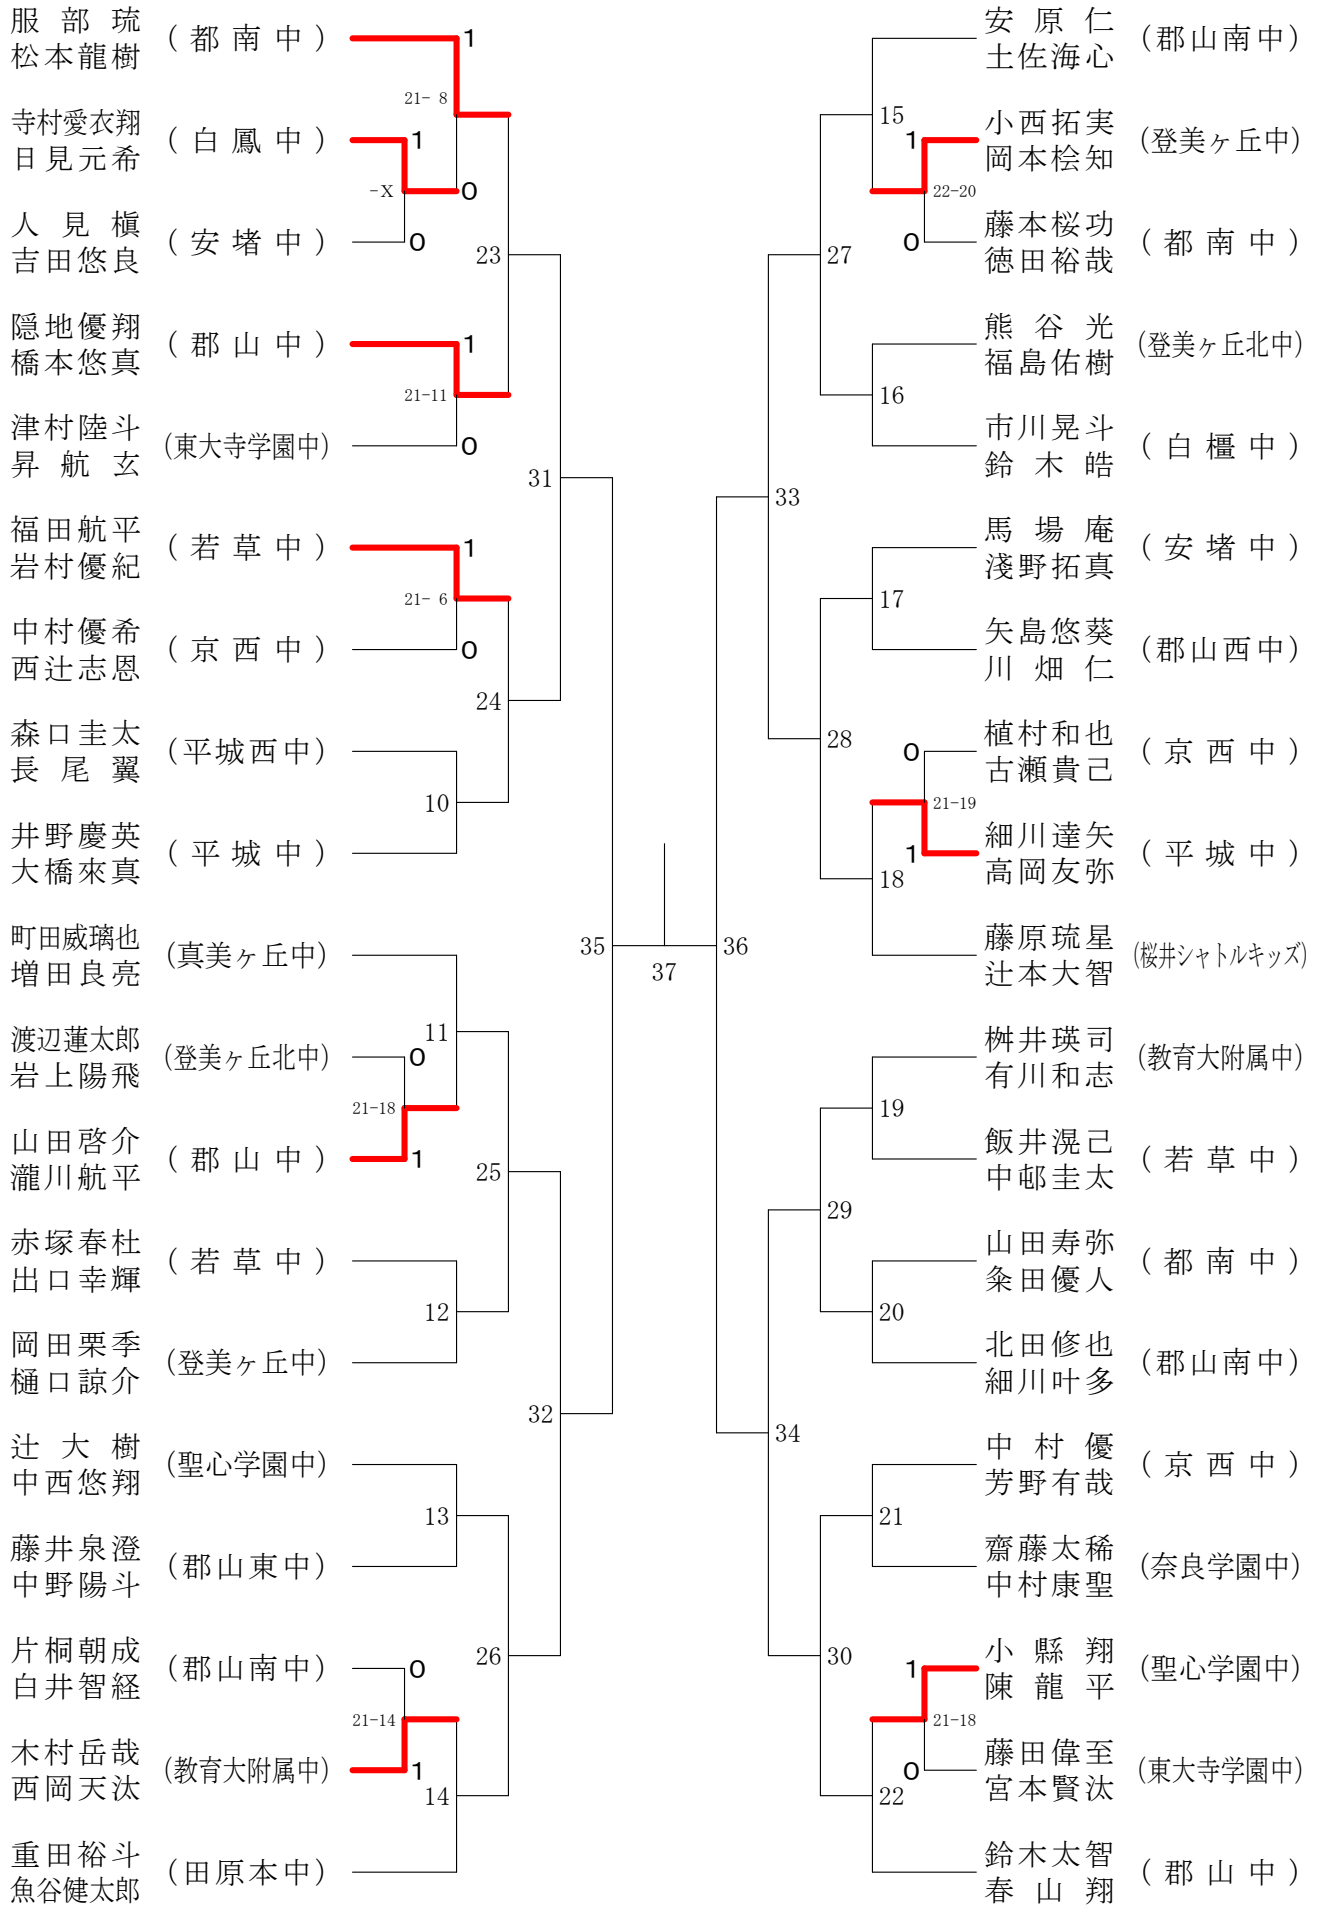 服部琉
松本龍樹
(都南中)
1
21- 8
寺村愛衣翔
日見元希
(白鳳中)
1
-X
0
人見槇
吉田悠良
(安堵中)
0
23
隠地優翔
橋本悠真
(郡山中)
1
21-11
津村陸斗
昇航玄
(東大寺学園中)
0
31
福田航平
岩村優紀
(若草中)
1
21- 6
中村優希
西辻志恩
(京西中)
0
24
森口圭太
長尾翼
(平城西中)
10
井野慶英
大橋來真
(平城中)
35
町田威璃也
増田良亮
(真美ヶ丘中)
11
渡辺蓮太郎
岩上陽飛
(登美ヶ丘北中)
0
21-18
山田啓介
瀧川航平
(郡山中)
1
25
赤塚春杜
出口幸輝
(若草中)
12
岡田栗季
樋口諒介
(登美ヶ丘中)
32
辻大樹
中西悠翔
(聖心学園中)
13
藤井泉澄
中野陽斗
(郡山東中)
26
片桐朝成
白井智経
(郡山南中)
0
21-14
木村岳哉
西岡天汰
(教育大附属中)
1
14
重田裕斗
魚谷健太郎
(田原本中)
37
安原仁
土佐海心
(郡山南中)
15
小西拓実
岡本桧知
(登美ヶ丘中)
1
22-20
藤本桜功
徳田裕哉
(都南中)
0
27
熊谷光
福島佑樹
(登美ヶ丘北中)
16
市川晃斗
鈴木皓
(白橿中)
33
馬場庵
淺野拓真
(安堵中)
17
矢島悠葵
川畑仁
(郡山西中)
28
植村和也
古瀬貴己
(京西中)
0
21-19
細川達矢
高岡友弥
(平城中)
1
18
藤原琉星
辻本大智
(桜井シャトルキッズ)
36
桝井瑛司
有川和志
(教育大附属中)
19
飯井滉己
中邨圭太
(若草中)
29
山田寿弥
粂田優人
(都南中)
20
北田修也
細川叶多
(郡山南中)
34
中村優
芳野有哉
(京西中)
21
齋藤太稀
中村康聖
(奈良学園中)
30
小縣翔
陳龍平
(聖心学園中)
1
21-18
藤田偉至
宮本賢汰
(東大寺学園中)
0
22
鈴木太智
春山翔
(郡山中)